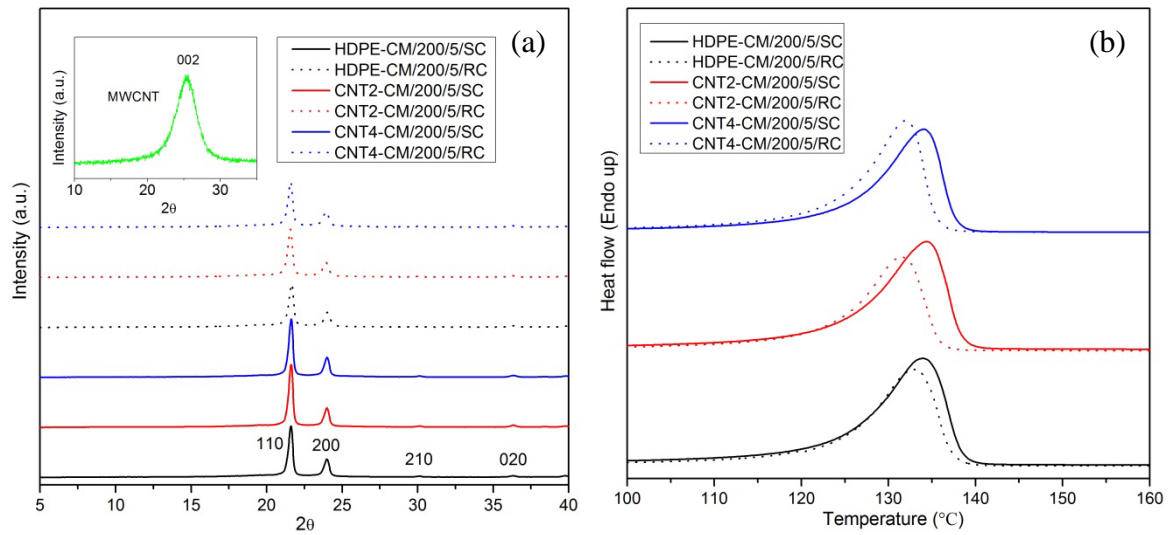 (a)
HDPE-CM/200/5/SC
HDPE-CM/200/5/RC
CNT2-CM/200/5/SC
CNT2-CM/200/5/RC
CNT4-CM/200/5/SC
CNT4-CM/200/5/RC
002
MWCNT
Intensity (a.u.)
10 20 30
2θ
Intensity (a.u.)
110 200 210 020
5 10 15 20 25 30 35 40
2θ
(b)
HDPE-CM/200/5/SC
HDPE-CM/200/5/RC
CNT2-CM/200/5/SC
CNT2-CM/200/5/RC
CNT4-CM/200/5/SC
CNT4-CM/200/5/RC
Heat flow (Endo up)
100 110 120 130 140 150 160
Temperature (°C)